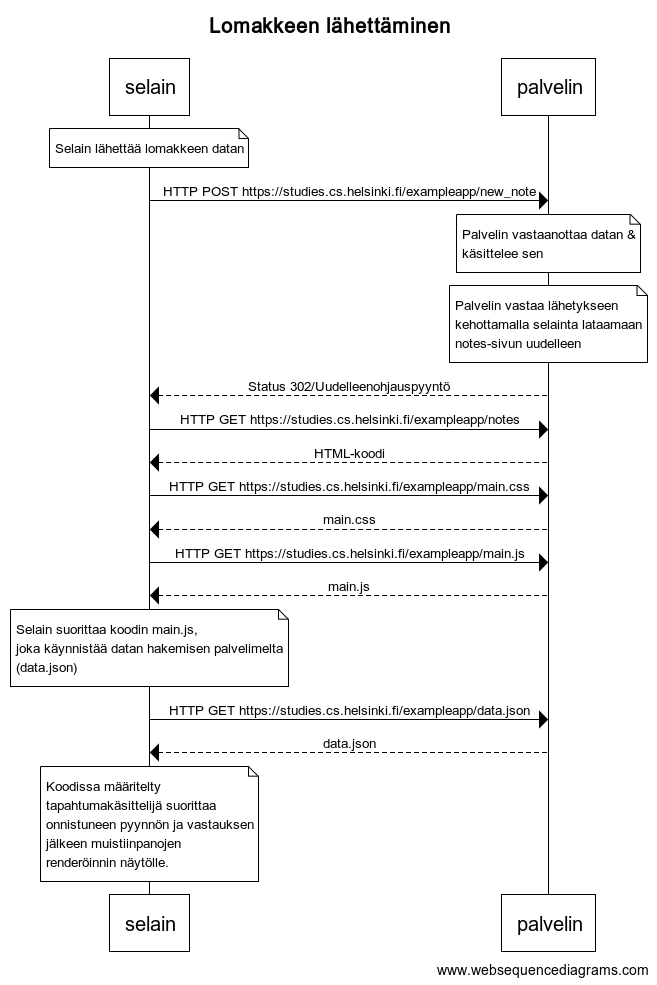 Lomakkeen lähettäminen
selain
palvelin
Selain lähettää lomakkeen datan
HTTP POST https://studies.cs.helsinki.fi/exampleapp/new_note
Palvelin vastaanottaa datan &
käsittelee sen
Palvelin vastaa lähetykseen
kehottamalla selainta lataamaan
notes-sivun uudelleen
Status 302/Uudelleenohjauspyyntö
HTTP GET https://studies.cs.helsinki.fi/exampleapp/notes
HTML-koodi
HTTP GET https://studies.cs.helsinki.fi/exampleapp/main.css
main.css
HTTP GET https://studies.cs.helsinki.fi/exampleapp/main.js
main.js
Selain suorittaa koodin main.js,
joka käynnistää datan hakemisen palvelimelta
(data.json)
HTTP GET https://studies.cs.helsinki.fi/exampleapp/data.json
data.json
Koodissa määritelty
tapahtumakäsittelijä suorittaa
onnistuneen pyynnön ja vastauksen
jälkeen muistiinpanojen
renderöinnin näytölle.
selain
palvelin
www.websequencediagrams.com